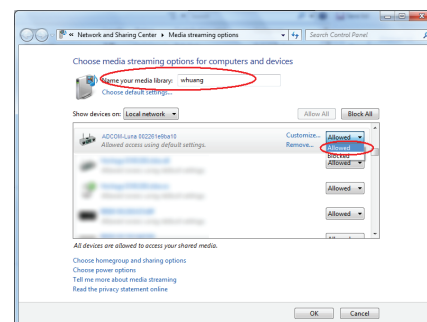 « Network and Sharing Center ▸ Media streaming options
Search Control Panel
Choose media streaming options for computers and devices
Name your media library: whuang
Choose default settings...
Show devices on: Local network
Allow All
Block All
ADCOM-Luna 002261e9ba10
Customize...
Allowed
Allowed access using default settings.
Remove...
Allowed
Blocked
Allowed
Allowed
Allowed
Allowed
All devices are allowed to access your shared media.
Choose homegroup and sharing options
Choose power options
Tell me more about media streaming
Read the privacy statement online
OK
Cancel